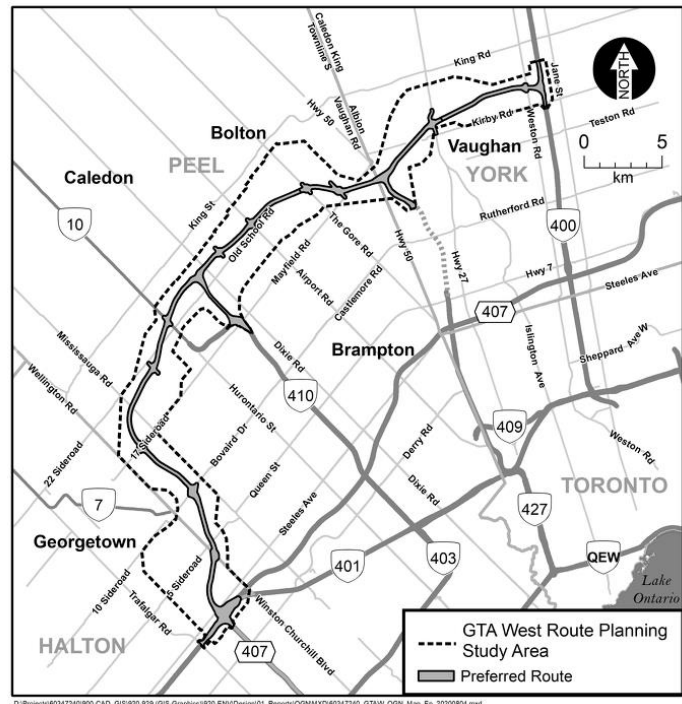 Caledon King
Townline S
King Rd
Jane St
NORTH
Hwy 50
Albion
Vaughan Rd
Kirby Rd
Weston Rd
Teston Rd
Bolton
PEEL
Vaughan
YORK
0 5
km
Caledon
King St
10
Old School Rd
Rutherford Rd
400
Mayfield Rd
The Gore Rd
Airport Rd
Castlemore Rd
Hwy 50
Hwy 27
Hwy 7
Steeles Ave
407
Mississauga Rd
Wellington Rd
Brampton
Islington Ave
Sheppard Ave W
Dixie Rd
410
Hurontario St
17 Sideroad
Bovaird Dr
Queen St
22 Sideroad
Derry Rd
Dixie Rd
409
Weston Rd
TORONTO
7
Steeles Ave
427
Georgetown
401
403
QEW
Lake
Ontario
10 Sideroad
5 Sideroad
Trafalgar Rd
Winston Churchill Blvd
HALTON
407
GTA West Route Planning
Study Area
Preferred Route